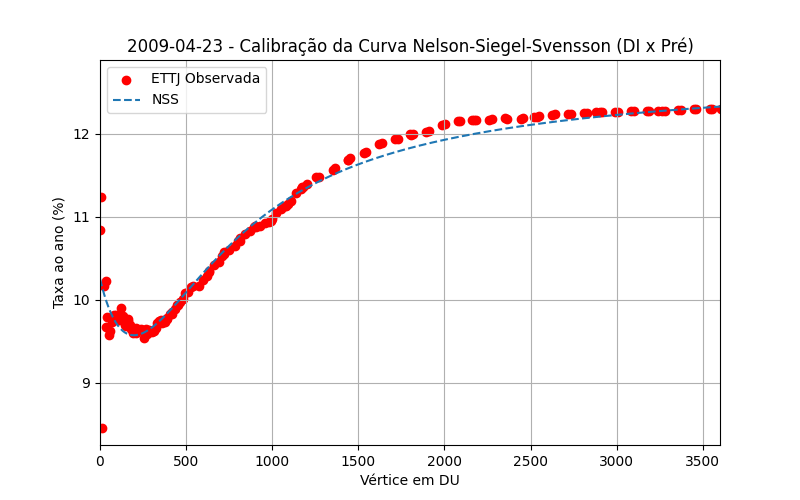 2009-04-23 - Calibração da Curva Nelson-Siegel-Svensson (DI x Pré)
ETTJ Observada
NSS
Taxa ao ano (%)
12
11
10
9
0 500 1000 1500 2000 2500 3000 3500
Vértice em DU